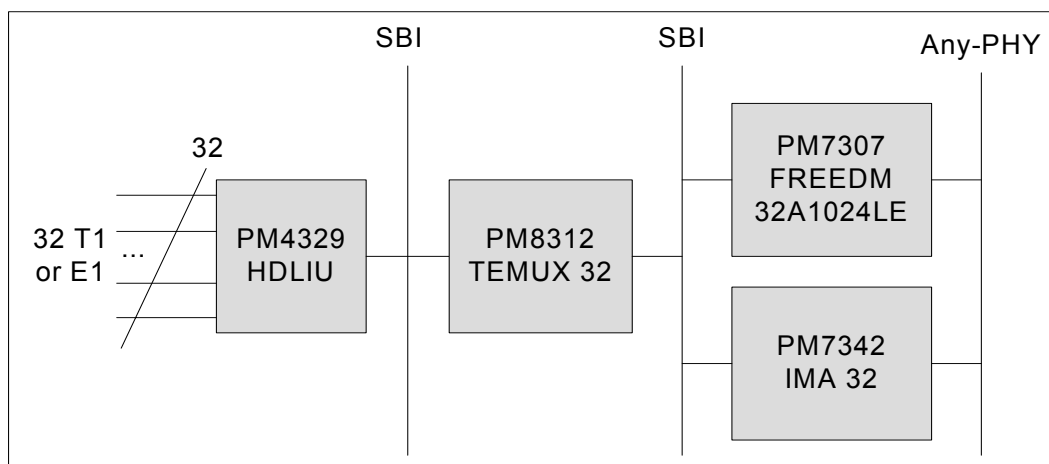 SBI
SBI
Any-PHY
32
32 T1
or E1
...
PM4329
HDLIU
PM8312
TEMUX 32
PM7307
FREEDM
32A1024LE
PM7342
IMA 32